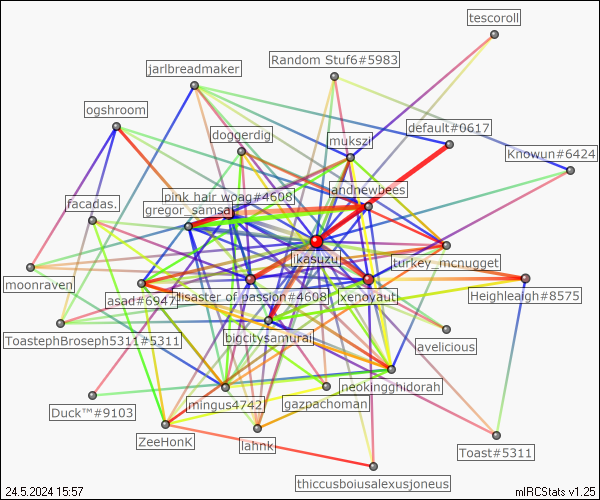 tescoroll
Random Stuf6#5983
jarlbreadmaker
ogshroom
default#0617
doggerdig
mukszi
Knowun#6424
andnewbees
pink hair woag#4608
facadas.
gregor_samsa
ikasuzu
turkey_mcnugget
moonraven
asad#6947
disaster of passion#4608
xenoyaut
Heighleaigh#8575
ToastephBroseph5311#5311
bigcitysamurai
avelicious
neokingghidorah
mingus4742
gazpachoman
Duck™#9103
ZeeHonK
lahnk
Toast#5311
thiccusboiusalexusjoneus
24.5.2024 15:57
mIRCStats v1.25